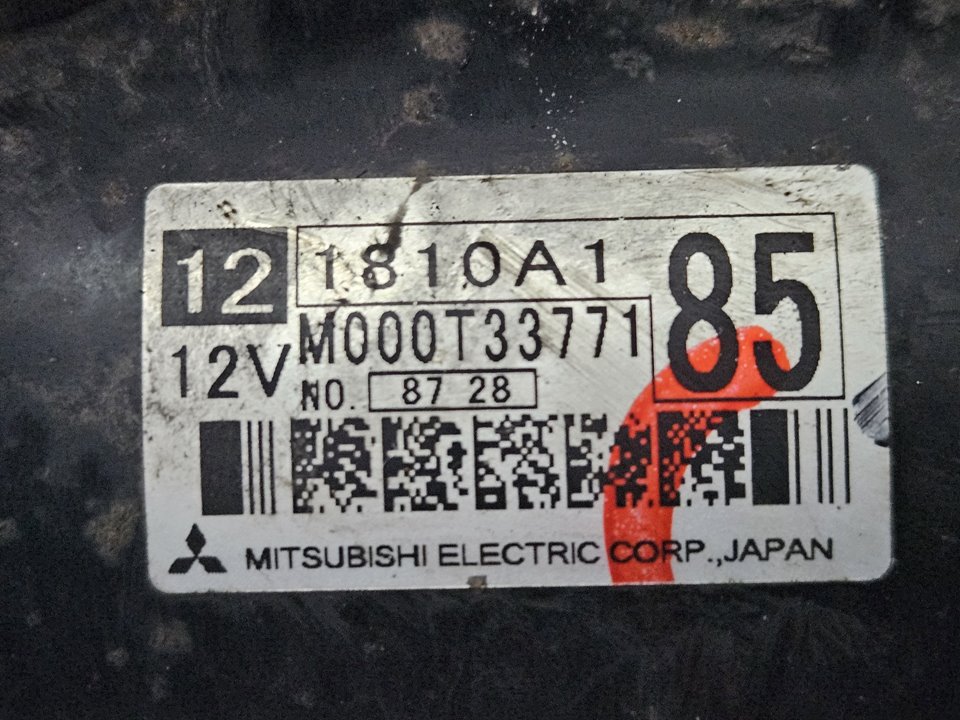 12 1810A1 85
12V M000T33771
NO. 87 28
MITSUBISHI ELECTRIC CORP.,JAPAN